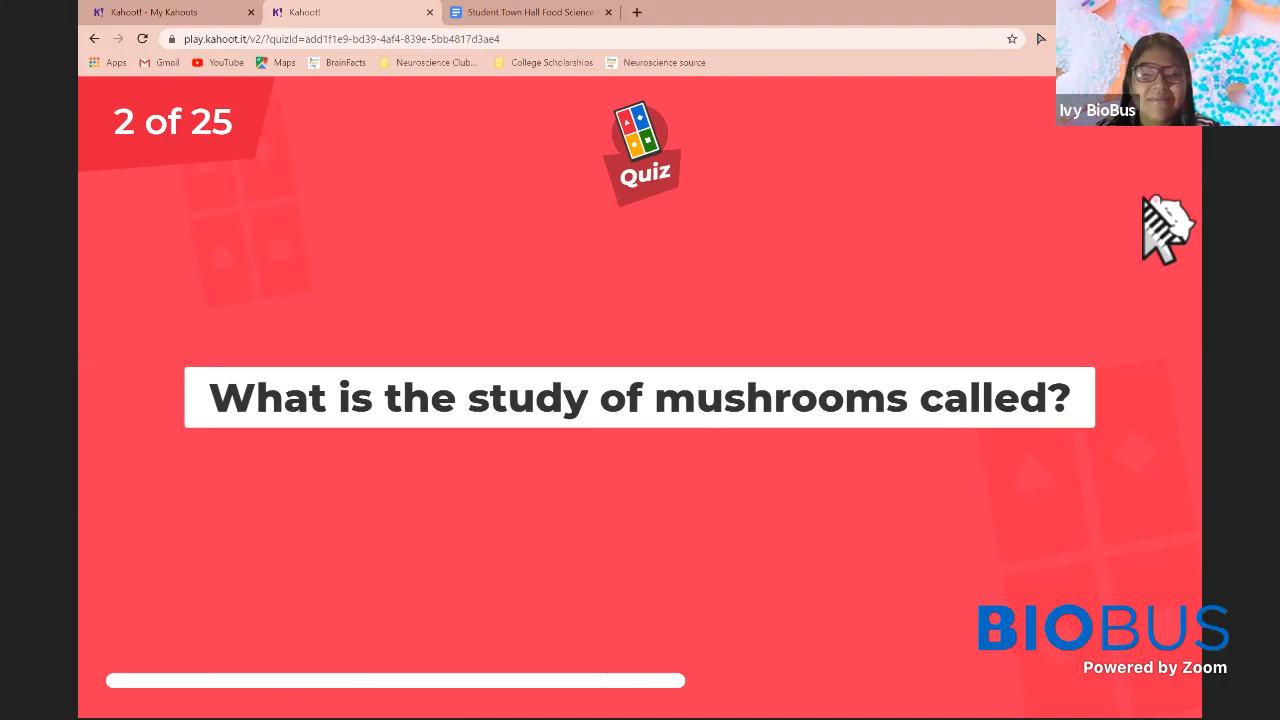 Kahoot! - My Kahoots
Kahoot!
Student Town Hall Food Science
play.kahoot.it/v2/?quizId=add1f1e9-bd39-4af4-839e-5bb4817d3ae4
Apps
Gmail
YouTube
Maps
BrainFacts
Neuroscience Club...
College Scholarships
Neuroscience source
Ivy BioBus
2 of 25
Quiz
What is the study of mushrooms called?
BIOBUS
Powered by Zoom